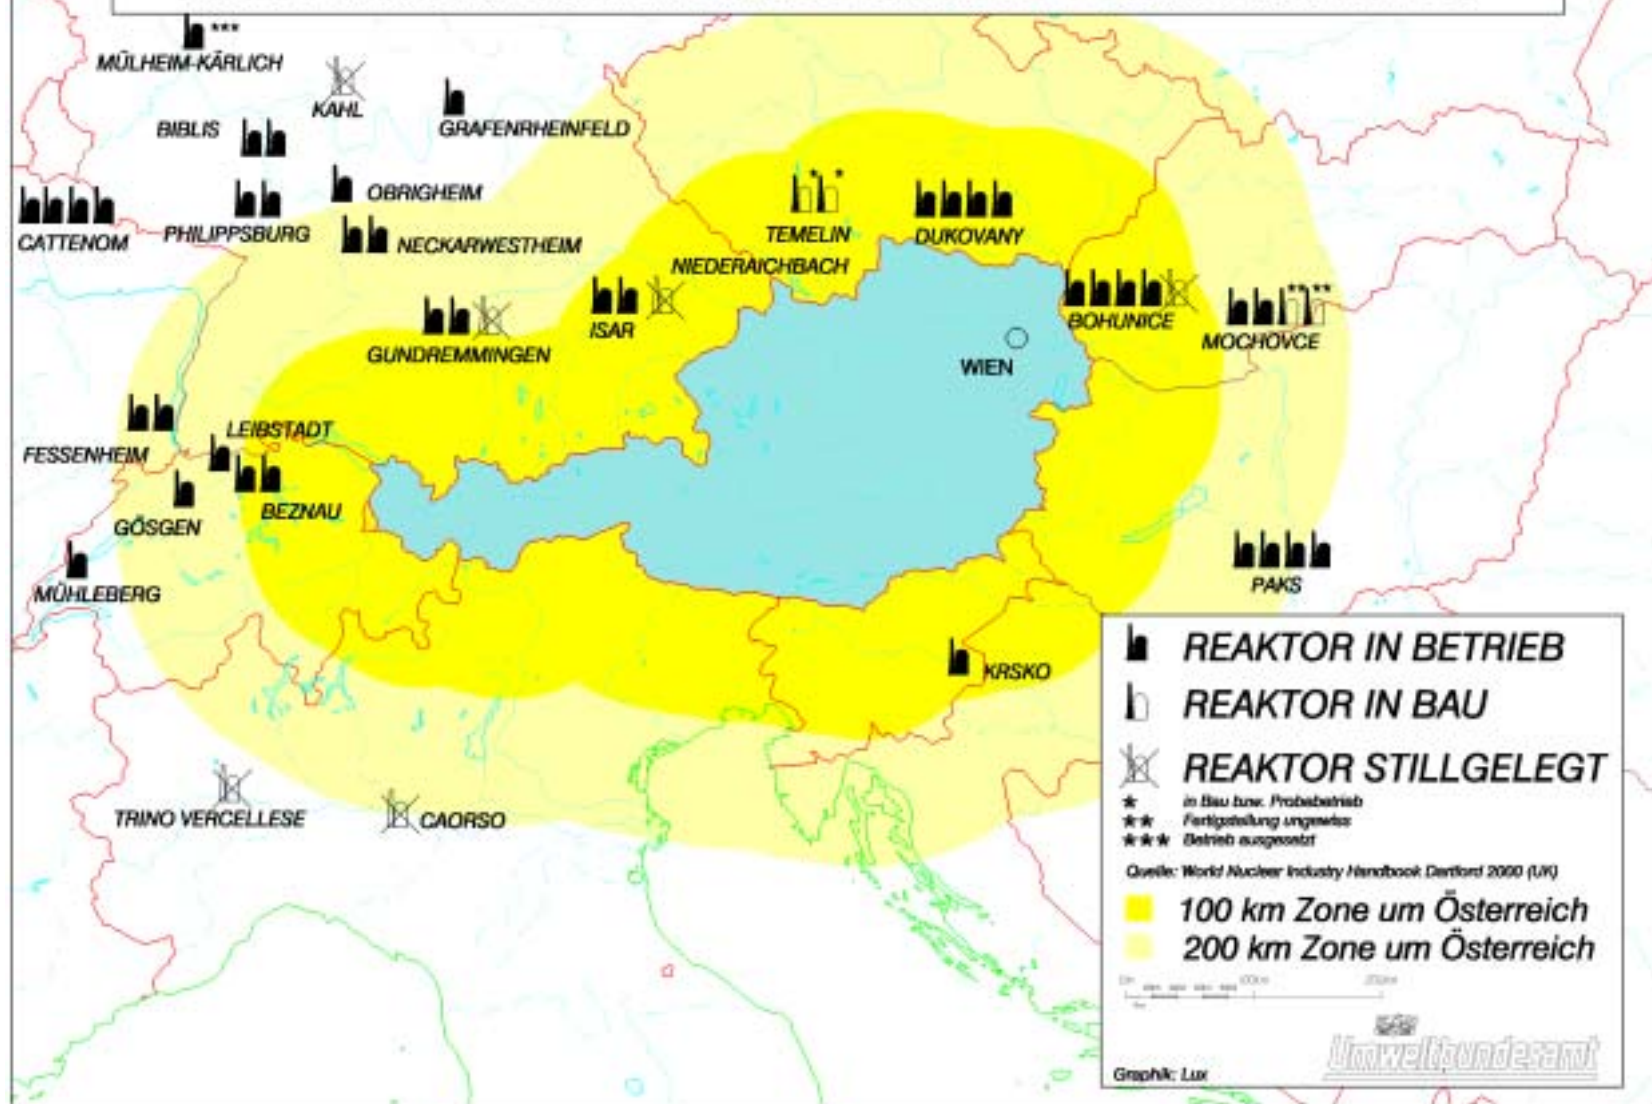 ***
MÜLHEIM-KÄRLICH
KAHL
BIBLIS
GRAFENRHEINFELD
OBRIGHEIM
CATTENOM
PHILIPPSBURG
NECKARWESTHEIM
* *
TEMELIN
DUKOVANY
NIEDERAICHBACH
ISAR
GUNDREMMINGEN
BOHUNICE
** **
MOCHOVCE
WIEN
LEIBSTADT
FESSENHEIM
BEZNAU
GÖSGEN
MÜHLEBERG
PAKS
KRSKO
TRINO VERCELLESE
CAORSO
REAKTOR IN BETRIEB
REAKTOR IN BAU
REAKTOR STILLGELEGT
* in Bau bzw. Probebetrieb
** Fertigstellung ungewiss
*** Betrieb ausgesetzt
Quelle: World Nuclear Industry Handbook Dartford 2000 (UK)
100 km Zone um Österreich
200 km Zone um Österreich
Umweltbundesamt
Graphik: Lux